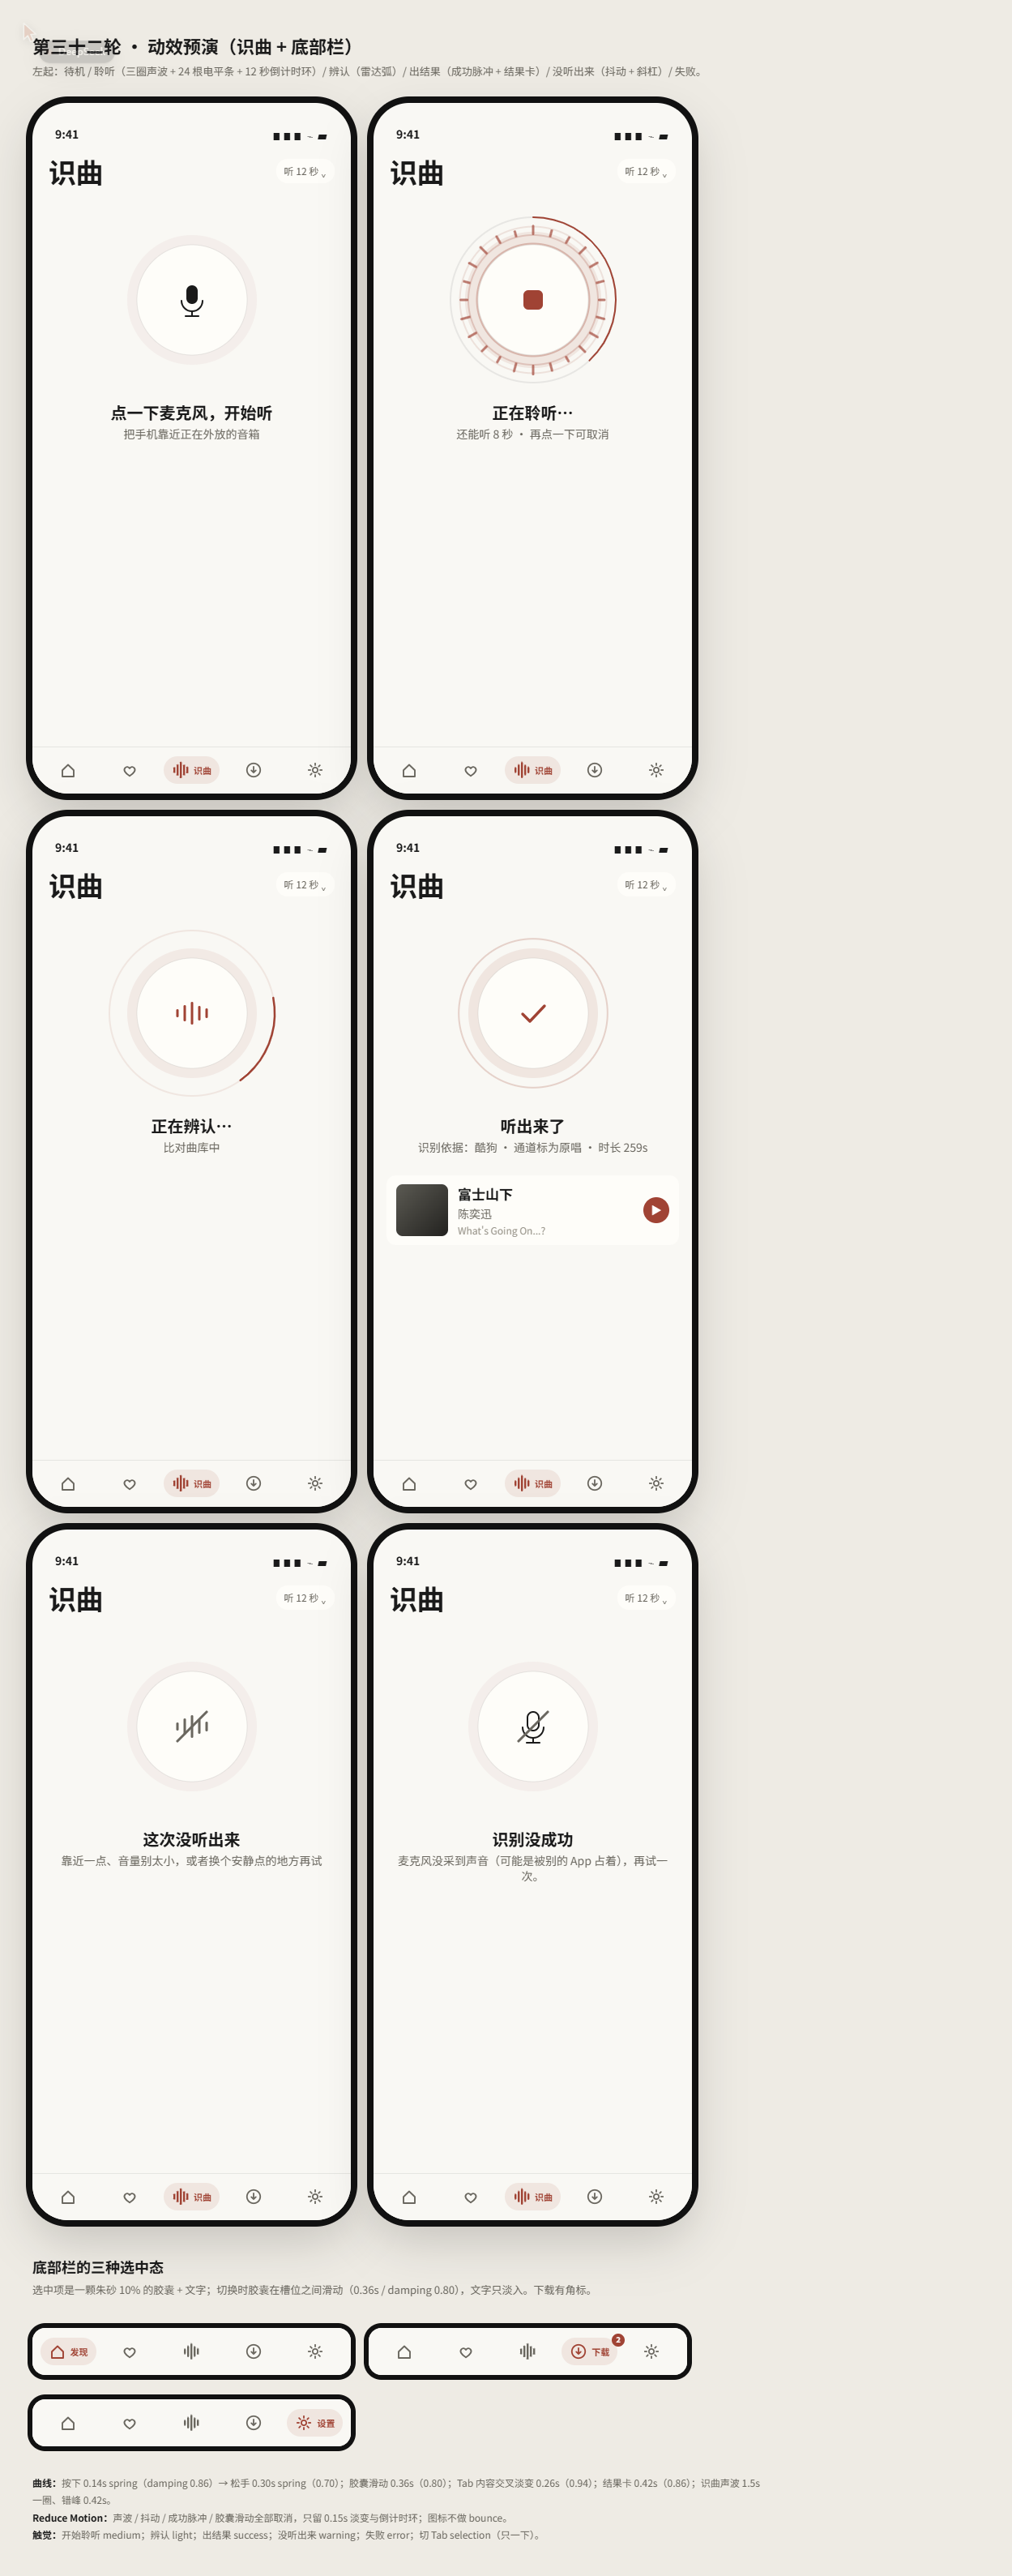 第三十二轮 · 动效预演（识曲 + 底部栏）
左起：待机 / 聆听（三圈声波 + 24 根电平条 + 12 秒倒计时环）/ 辨认（雷达弧）/ 出结果（成功脉冲 + 结果卡）/ 没听出来（抖动 + 斜杠）/ 失败。
9:41
识曲
听 12 秒
点一下麦克风，开始听
把手机靠近正在外放的音箱
识曲
9:41
识曲
听 12 秒
正在聆听…
还能听 8 秒 · 再点一下可取消
识曲
9:41
识曲
听 12 秒
正在辨认…
比对曲库中
识曲
9:41
识曲
听 12 秒
听出来了
识别依据：酷狗 · 通道标为原唱 · 时长 259s
富士山下
陈奕迅
What's Going On...?
识曲
9:41
识曲
听 12 秒
这次没听出来
靠近一点、音量别太小，或者换个安静点的地方再试
识曲
9:41
识曲
听 12 秒
识别没成功
麦克风没采到声音（可能是被别的 App 占着），再试一
次。
识曲
底部栏的三种选中态
选中项是一颗朱砂 10% 的胶囊 + 文字；切换时胶囊在槽位之间滑动（0.36s / damping 0.80），文字只淡入。下载有角标。
发现
下载
2
设置
曲线：按下 0.14s spring（damping 0.86）→ 松手 0.30s spring（0.70）；胶囊滑动 0.36s（0.80）；Tab 内容交叉淡变 0.26s（0.94）；结果卡 0.42s（0.86）；识曲声波 1.5s
一圈、错峰 0.42s。
Reduce Motion：声波 / 抖动 / 成功脉冲 / 胶囊滑动全部取消，只留 0.15s 淡变与倒计时环；图标不做 bounce。
触觉：开始聆听 medium；辨认 light；出结果 success；没听出来 warning；失败 error；切 Tab selection（只一下）。